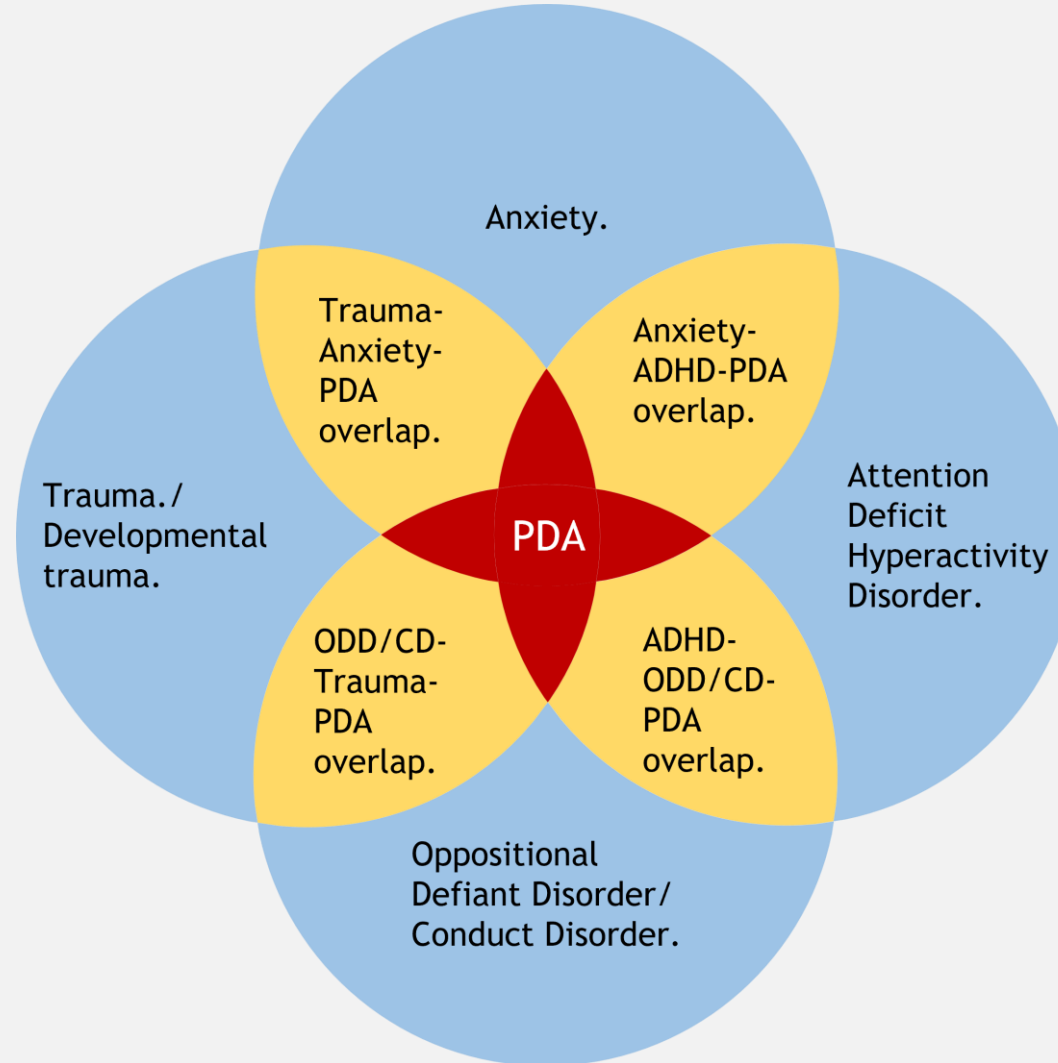 Anxiety.
Trauma-
Anxiety-
PDA
overlap.
Anxiety-
ADHD-PDA
overlap.
Trauma./
Developmental
trauma.
PDA
Attention
Deficit
Hyperactivity
Disorder.
ODD/CD-
Trauma-
PDA
overlap.
ADHD-
ODD/CD-
PDA
overlap.
Oppositional
Defiant Disorder/
Conduct Disorder.